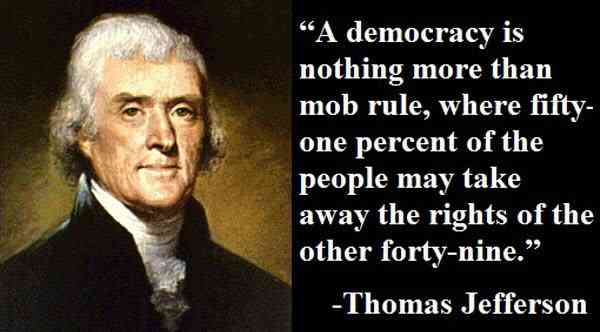 “A democracy is
nothing more than
mob rule, where fifty-
one percent of the
people may take
away the rights of the
other forty-nine.”
-Thomas Jefferson